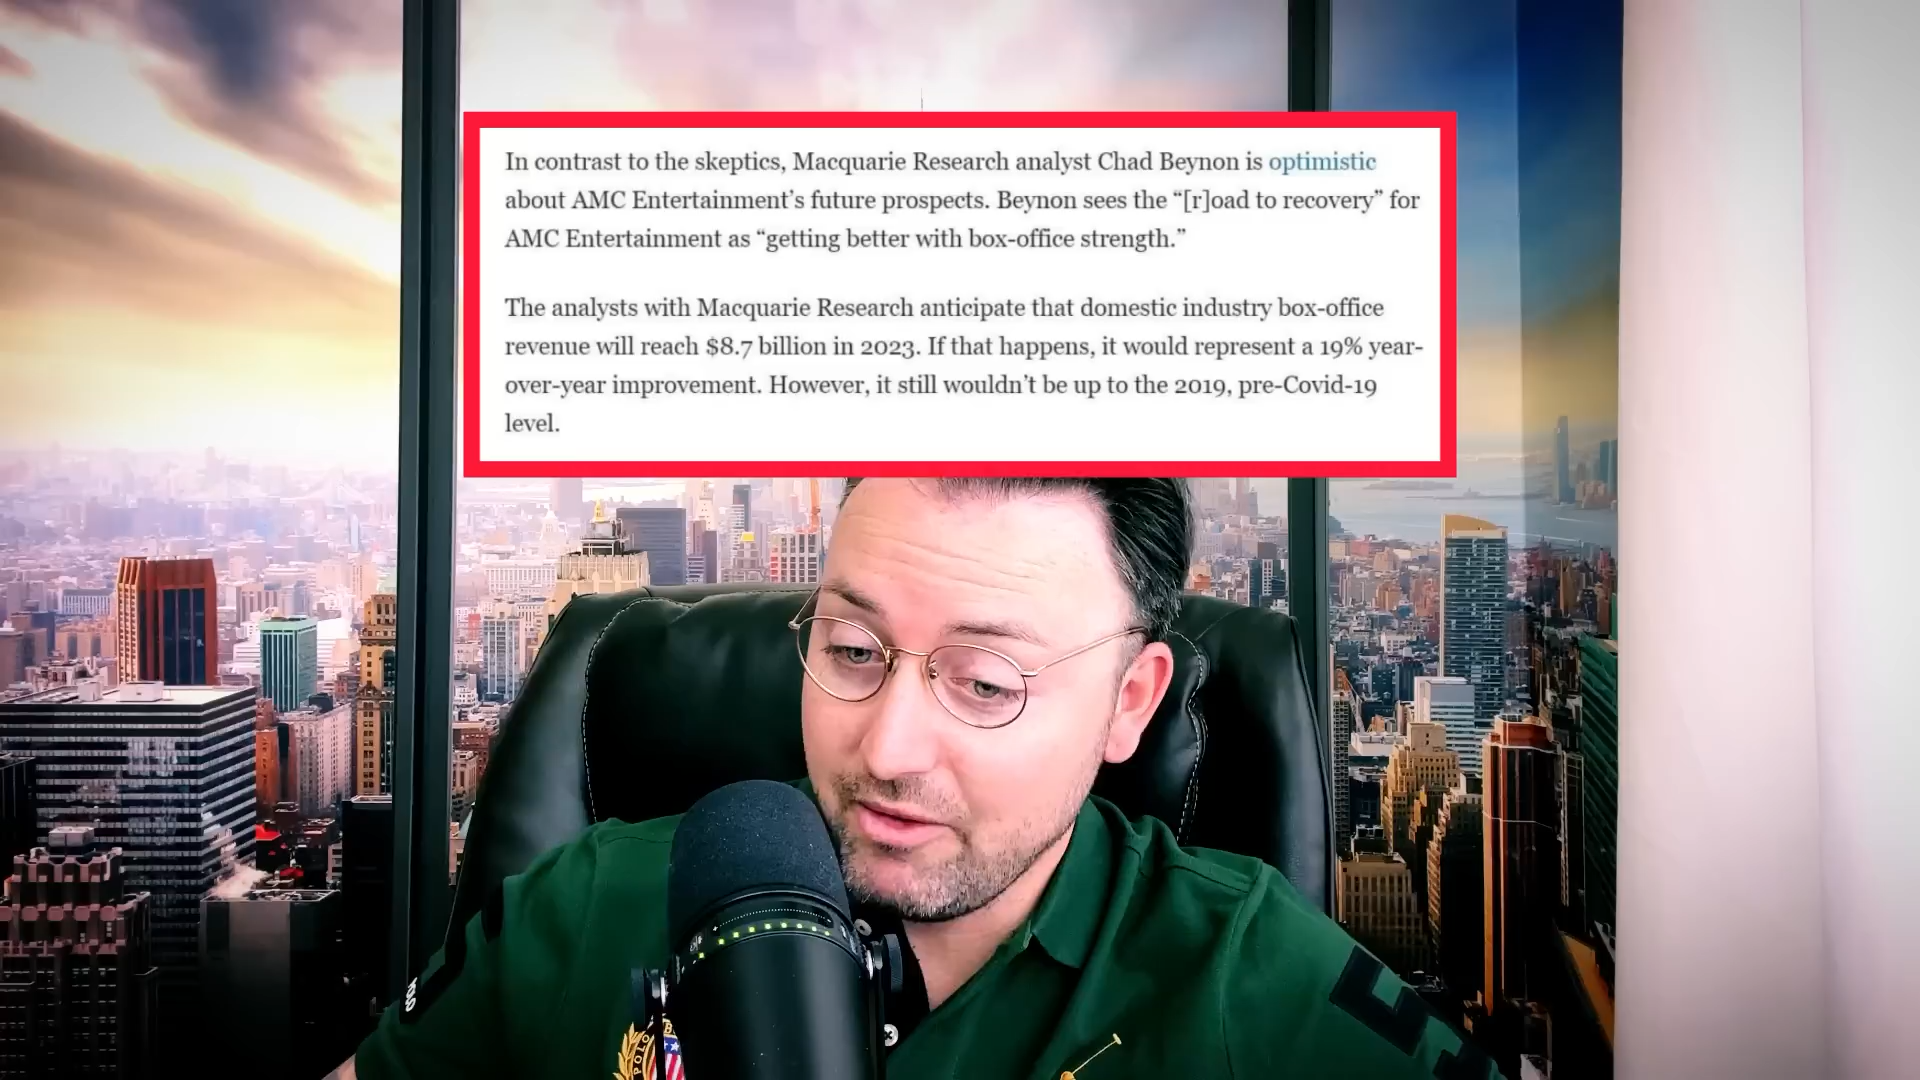 In contrast to the skeptics, Macquarie Research analyst Chad Beynon is optimistic
about AMC Entertainment’s future prospects. Beynon sees the “[r]oad to recovery” for
AMC Entertainment as “getting better with box-office strength.”
The analysts with Macquarie Research anticipate that domestic industry box-office
revenue will reach $8.7 billion in 2023. If that happens, it would represent a 19% year-
over-year improvement. However, it still wouldn’t be up to the 2019, pre-Covid-19
level.
POLO